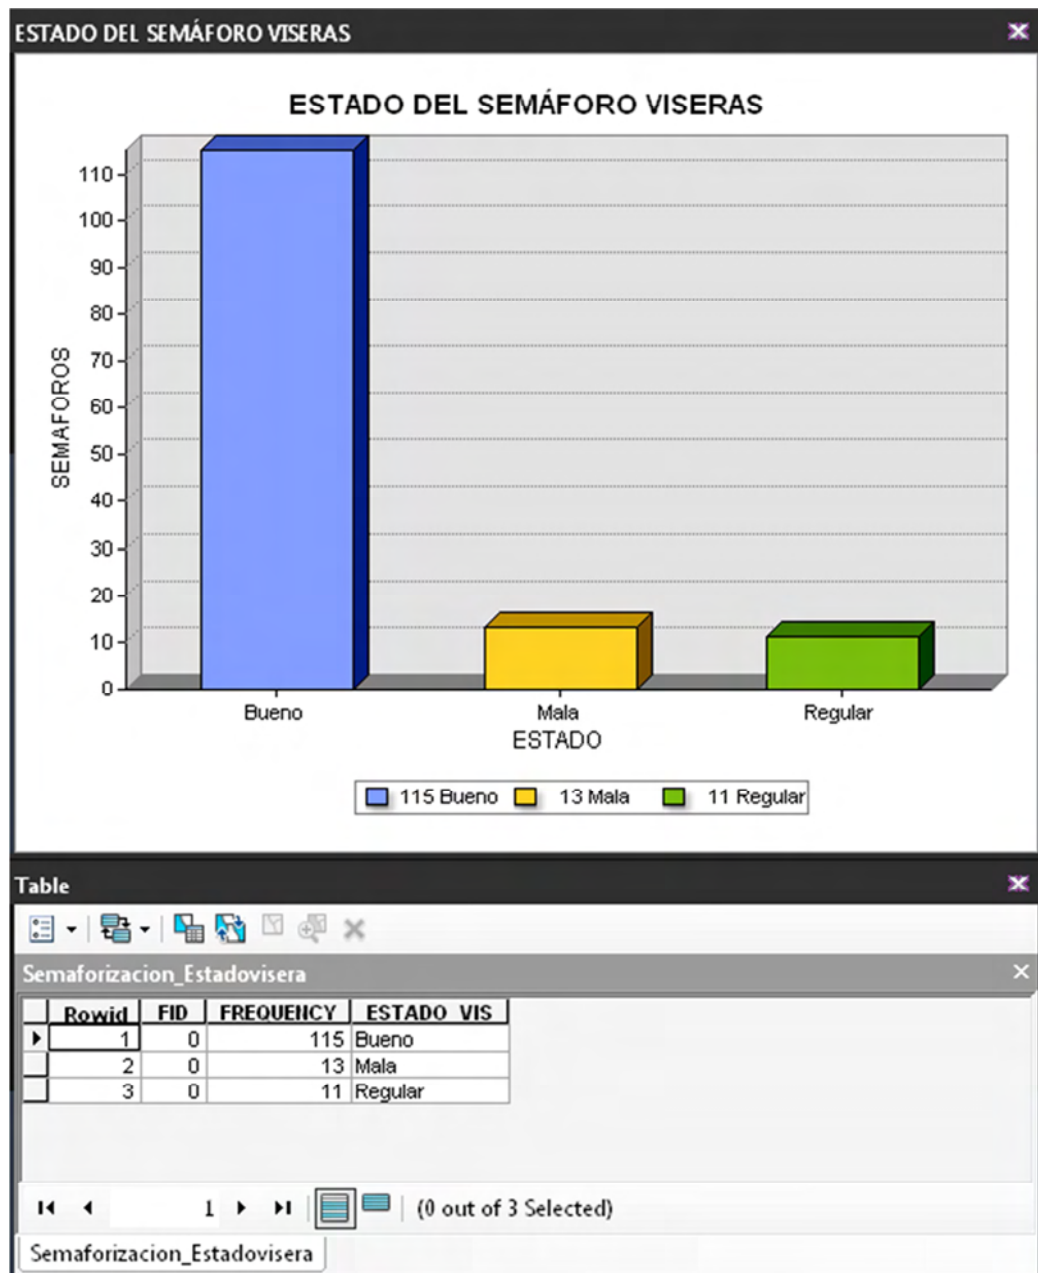 ESTADO DEL SEMÁFORO VISERAS
ESTADO DEL SEMÁFORO VISERAS
110
100
90
80
70
60
50
40
30
20
10
0
SEMAFOROS
Bueno Mala Regular
ESTADO
115 Bueno 13 Mala 11 Regular
Table
Semaforizacion_Estadovisera
Rowid FID FREQUENCY ESTADO_VIS
1 0 115 Bueno
2 0 13 Mala
3 0 11 Regular
1 (0 out of 3 Selected)
Semaforizacion_Estadovisera